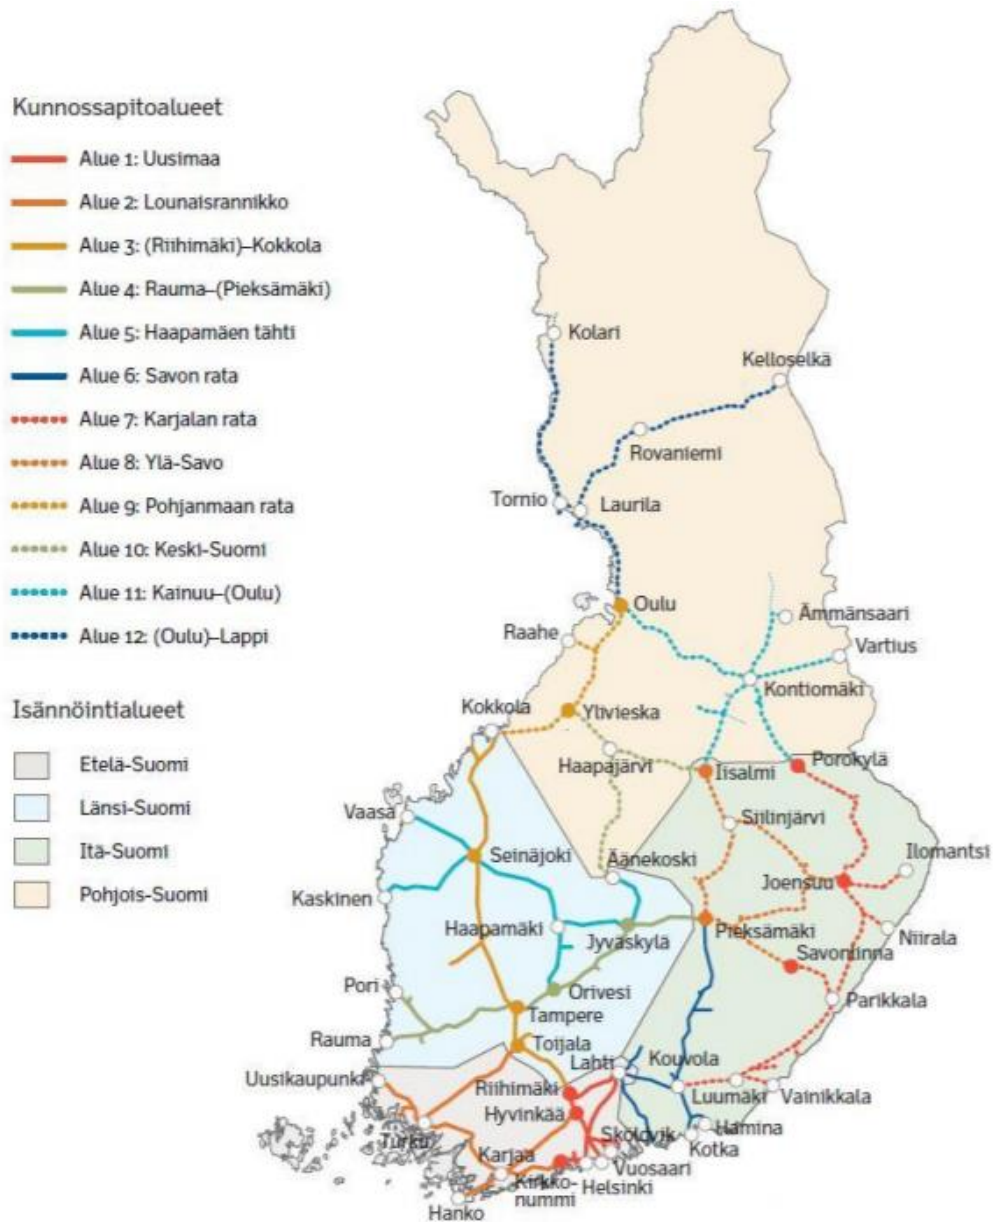 Kunnossapitoalueet
Alue 1: Uusimaa
Alue 2: Lounaisrannikko
Alue 3: (Riihimäki)–Kokkola
Alue 4: Rauma–(Pieksämäki)
Alue 5: Haapamäen tähti
Alue 6: Savon rata
Alue 7: Karjalan rata
Alue 8: Ylä-Savo
Alue 9: Pohjanmaan rata
Alue 10: Keski-Suomi
Alue 11: Kainuu–(Oulu)
Alue 12: (Oulu)–Lappi
Isännöintialueet
Etelä-Suomi
Länsi-Suomi
Itä-Suomi
Pohjois-Suomi
Kolari
Kelloselkä
Rovaniemi
Tornio
Laurila
Oulu
Ämmänsaari
Raahe
Vartius
Kontiomäki
Kokkola
Ylivieska
Haapajärvi
Iisalmi
Porokylä
Vaasa
Siilinjärvi
Seinäjoki
Äänekoski
Ilomantsi
Joensuu
Kaskinen
Haapamäki
Jyväskylä
Pieksämäki
Niirala
Savonlinna
Pori
Orivesi
Parikkala
Tampere
Rauma
Toijala
Lahti
Kouvola
Uusikaupunki
Riihimäki
Luumäki
Vainikkala
Hyvinkää
Turku
Sköldvik
Hamina
Kotka
Karjaa
Vuosaari
Kirkko-
nummi
Helsinki
Hanko